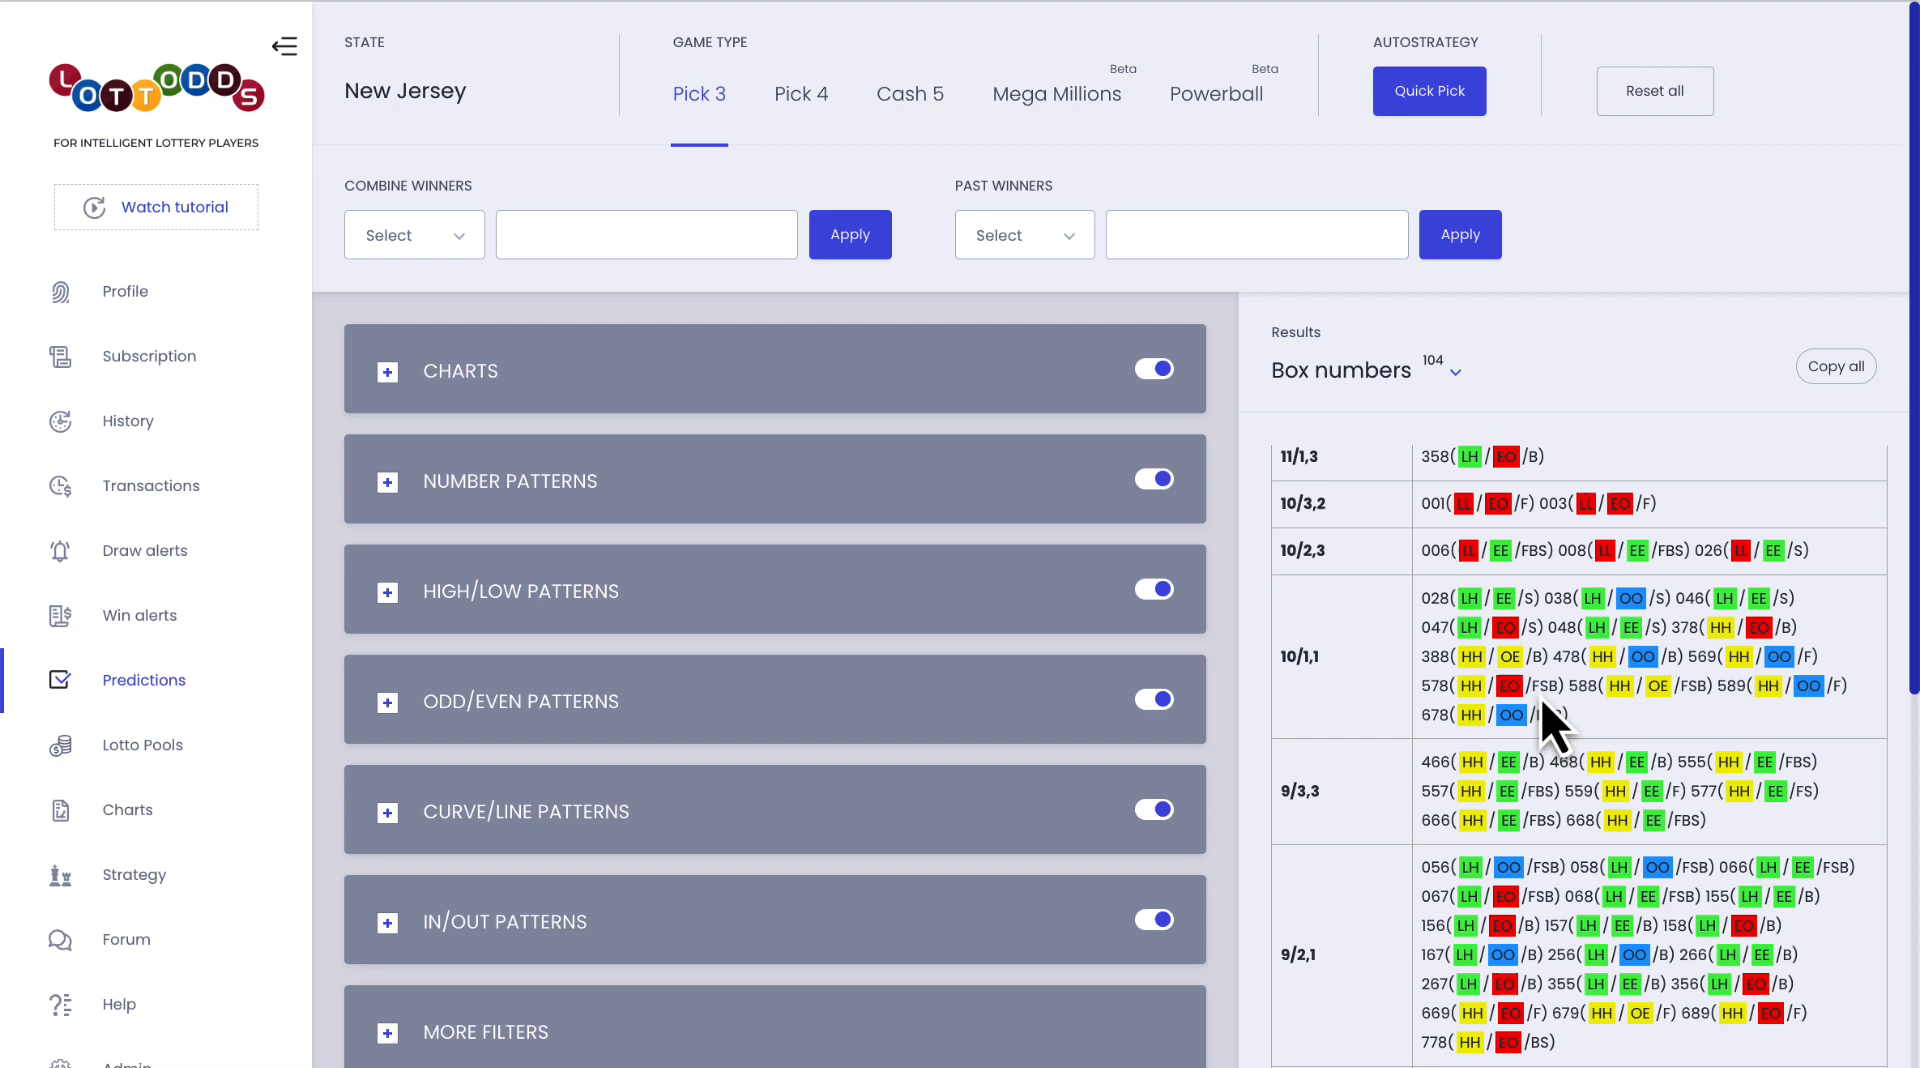 LOTTODDS
FOR INTELLIGENT LOTTERY PLAYERS
Watch tutorial
Profile
Subscription
History
Transactions
Draw alerts
Win alerts
Predictions
Lotto Pools
Charts
Strategy
Forum
Help
Admin
STATE
New Jersey
GAME TYPE
Pick 3
Pick 4
Cash 5
Beta
Mega Millions
Beta
Powerball
AUTOSTRATEGY
Quick Pick
Reset all
COMBINE WINNERS
Select
Apply
PAST WINNERS
Select
Apply
CHARTS
NUMBER PATTERNS
HIGH/LOW PATTERNS
ODD/EVEN PATTERNS
CURVE/LINE PATTERNS
IN/OUT PATTERNS
MORE FILTERS
Results
Box numbers 104
Copy all
11/1,3 358( LH / EO /B)
10/3,2 001( LL / EO /F) 003( LL / EO /F)
10/2,3 006( LL / EE /FBS) 008( LL / EE /FBS) 026( LL / EE /S)
10/1,1
028( LH / EE /S) 038( LH / OO /S) 046( LH / EE /S)
047( LH / EO /S) 048( LH / EE /S) 378( HH / EO /B)
388( HH / OE /B) 478( HH / OO /B) 569( HH / OO /F)
578( HH / EO /FSB) 588( HH / OE /FSB) 589( HH / OO /F)
678( HH / OO /
9/3,3
466( HH / EE /B) 468( HH / EE /B) 555( HH / EE /FBS)
557( HH / EE /FBS) 559( HH / EE /F) 577( HH / EE /FS)
666( HH / EE /FBS) 668( HH / EE /FBS)
9/2,1
056( LH / OO /FSB) 058( LH / OO /FSB) 066( LH / EE /FSB)
067( LH / EO /FSB) 068( LH / EE /FSB) 155( LH / EE /B)
156( LH / EO /B) 157( LH / EE /B) 158( LH / EO /B)
167( LH / OO /B) 256( LH / OO /B) 266( LH / EE /B)
267( LH / EO /B) 355( LH / EE /B) 356( LH / EO /B)
669( HH / EO /F) 679( HH / OE /F) 689( HH / EO /F)
778( HH / EO /BS)